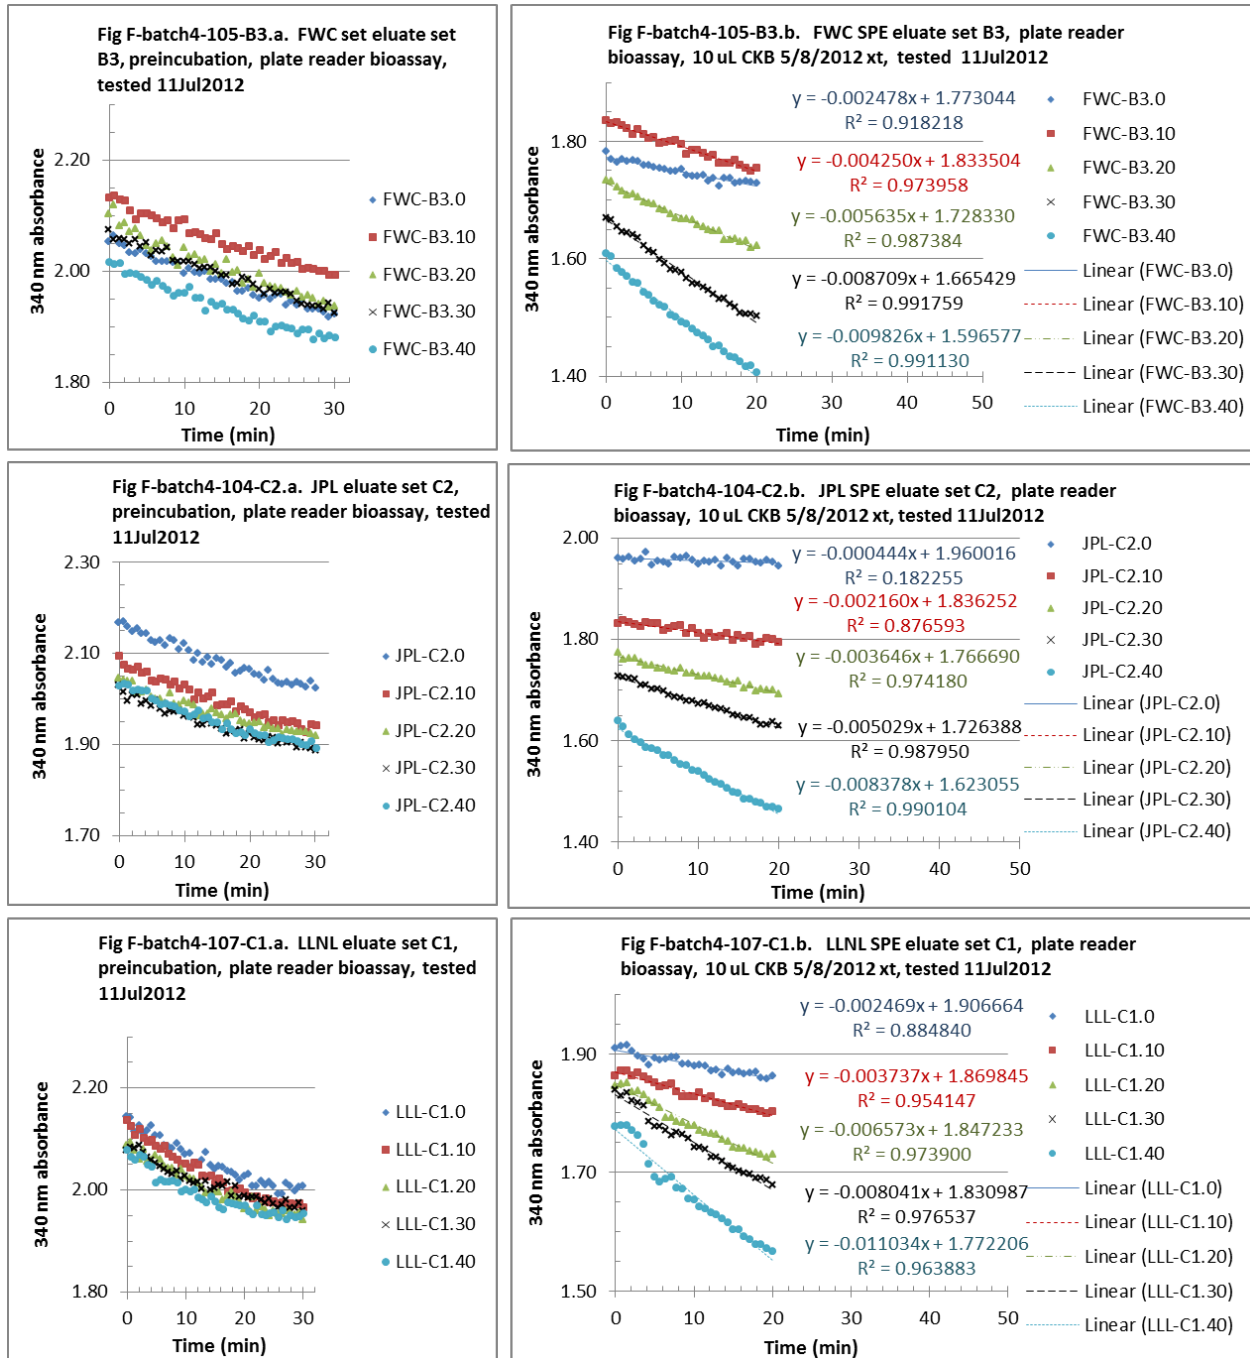 Fig F-batch4-105-B3.a. FWC set eluate set
B3, preincubation, plate reader bioassay,
tested 11Jul2012
340 nm absorbance
2.20
2.00
1.80
0 10 20 30
Time (min)
FWC-B3.0
FWC-B3.10
FWC-B3.20
FWC-B3.30
FWC-B3.40
Fig F-batch4-105-B3.b. FWC SPE eluate set B3, plate reader
bioassay, 10 uL CKB 5/8/2012 xt, tested 11Jul2012
340 nm absorbance
1.80
1.60
1.40
0 10 20 30 40 50
Time (min)
y = -0.002478x + 1.773044
R² = 0.918218
y = -0.004250x + 1.833504
R² = 0.973958
y = -0.005635x + 1.728330
R² = 0.987384
y = -0.008709x + 1.665429
R² = 0.991759
y = -0.009826x + 1.596577
R² = 0.991130
FWC-B3.0
FWC-B3.10
FWC-B3.20
FWC-B3.30
FWC-B3.40
Linear (FWC-B3.0)
Linear (FWC-B3.10)
Linear (FWC-B3.20)
Linear (FWC-B3.30)
Linear (FWC-B3.40)
Fig F-batch4-104-C2.a. JPL eluate set C2,
preincubation, plate reader bioassay, tested
11Jul2012
340 nm absorbance
2.30
2.10
1.90
1.70
0 10 20 30
Time (min)
JPL-C2.0
JPL-C2.10
JPL-C2.20
JPL-C2.30
JPL-C2.40
Fig F-batch4-104-C2.b. JPL SPE eluate set C2, plate reader
bioassay, 10 uL CKB 5/8/2012 xt, tested 11Jul2012
340 nm absorbance
2.00
1.80
1.60
1.40
0 10 20 30 40 50
Time (min)
y = -0.000444x + 1.960016
R² = 0.182255
y = -0.002160x + 1.836252
R² = 0.876593
y = -0.003646x + 1.766690
R² = 0.974180
y = -0.005029x + 1.726388
R² = 0.987950
y = -0.008378x + 1.623055
R² = 0.990104
JPL-C2.0
JPL-C2.10
JPL-C2.20
JPL-C2.30
JPL-C2.40
Linear (JPL-C2.0)
Linear (JPL-C2.10)
Linear (JPL-C2.20)
Linear (JPL-C2.30)
Linear (JPL-C2.40)
Fig F-batch4-107-C1.a. LLNL eluate set C1,
preincubation, plate reader bioassay, tested
11Jul2012
340 nm absorbance
2.20
2.00
1.80
0 10 20 30
Time (min)
LLL-C1.0
LLL-C1.10
LLL-C1.20
LLL-C1.30
LLL-C1.40
Fig F-batch4-107-C1.b. LLNL SPE eluate set C1, plate reader
bioassay, 10 uL CKB 5/8/2012 xt, tested 11Jul2012
340 nm absorbance
1.90
1.70
1.50
0 10 20 30 40 50
Time (min)
y = -0.002469x + 1.906664
R² = 0.884840
y = -0.003737x + 1.869845
R² = 0.954147
y = -0.006573x + 1.847233
R² = 0.973900
y = -0.008041x + 1.830987
R² = 0.976537
y = -0.011034x + 1.772206
R² = 0.963883
LLL-C1.0
LLL-C1.10
LLL-C1.20
LLL-C1.30
LLL-C1.40
Linear (LLL-C1.0)
Linear (LLL-C1.10)
Linear (LLL-C1.20)
Linear (LLL-C1.30)
Linear (LLL-C1.40)